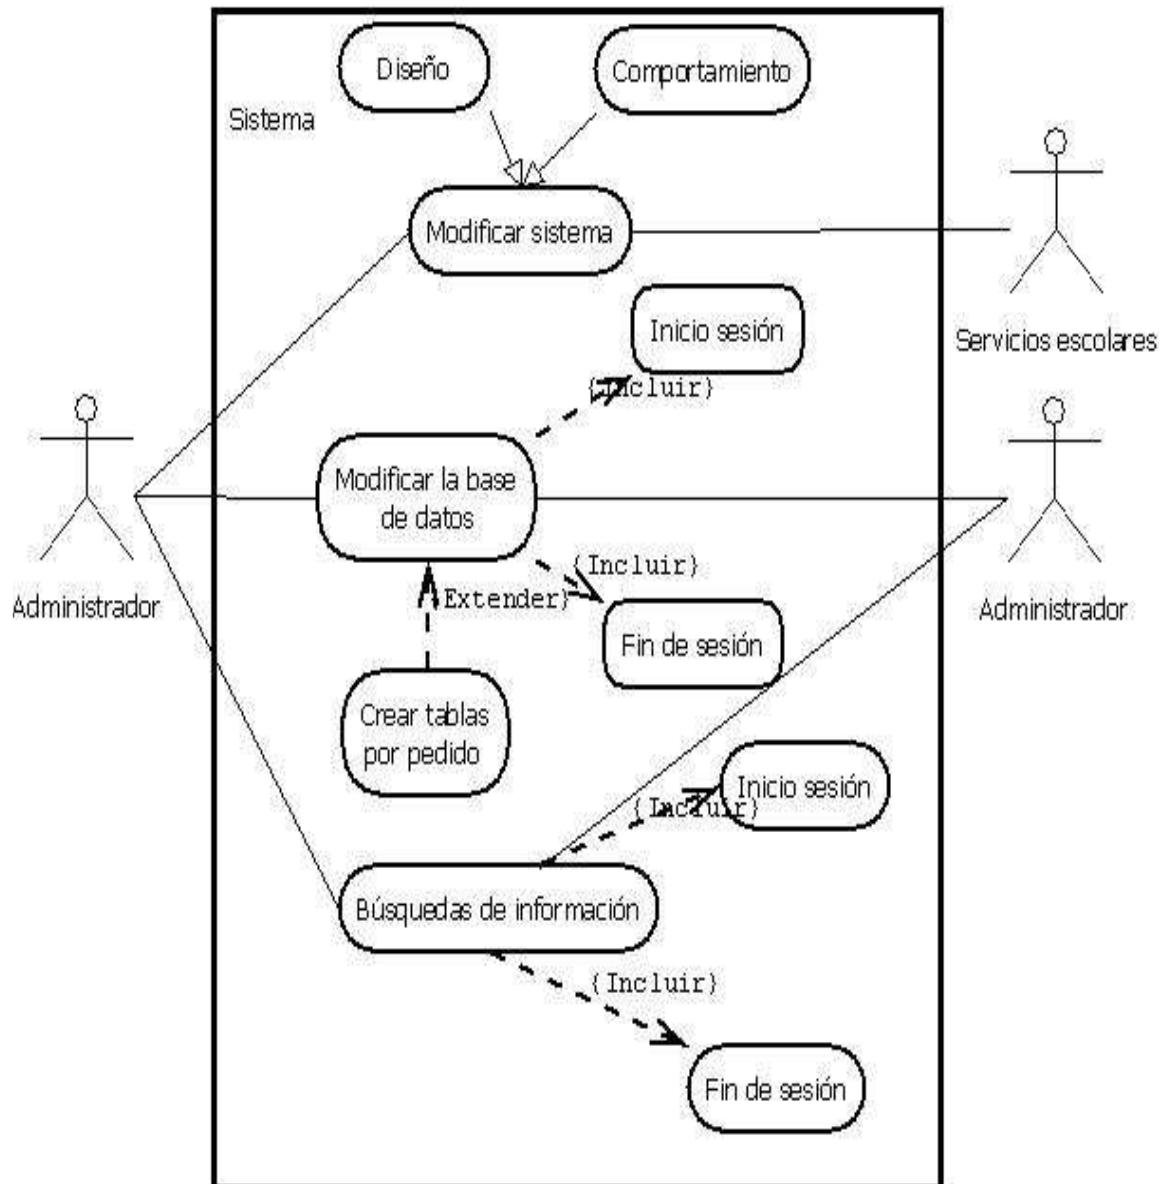 Diseño
Comportamiento
Sistema
Modificar sistema
Servicios escolares
Inicio sesión
{Incluir}
Modificar la base
de datos
Administrador
Administrador
{Incluir}
Extender}
Fin de sesión
Crear tablas
por pedido
Inicio sesión
{Incluir}
Búsquedas de información
{Incluir}
Fin de sesión